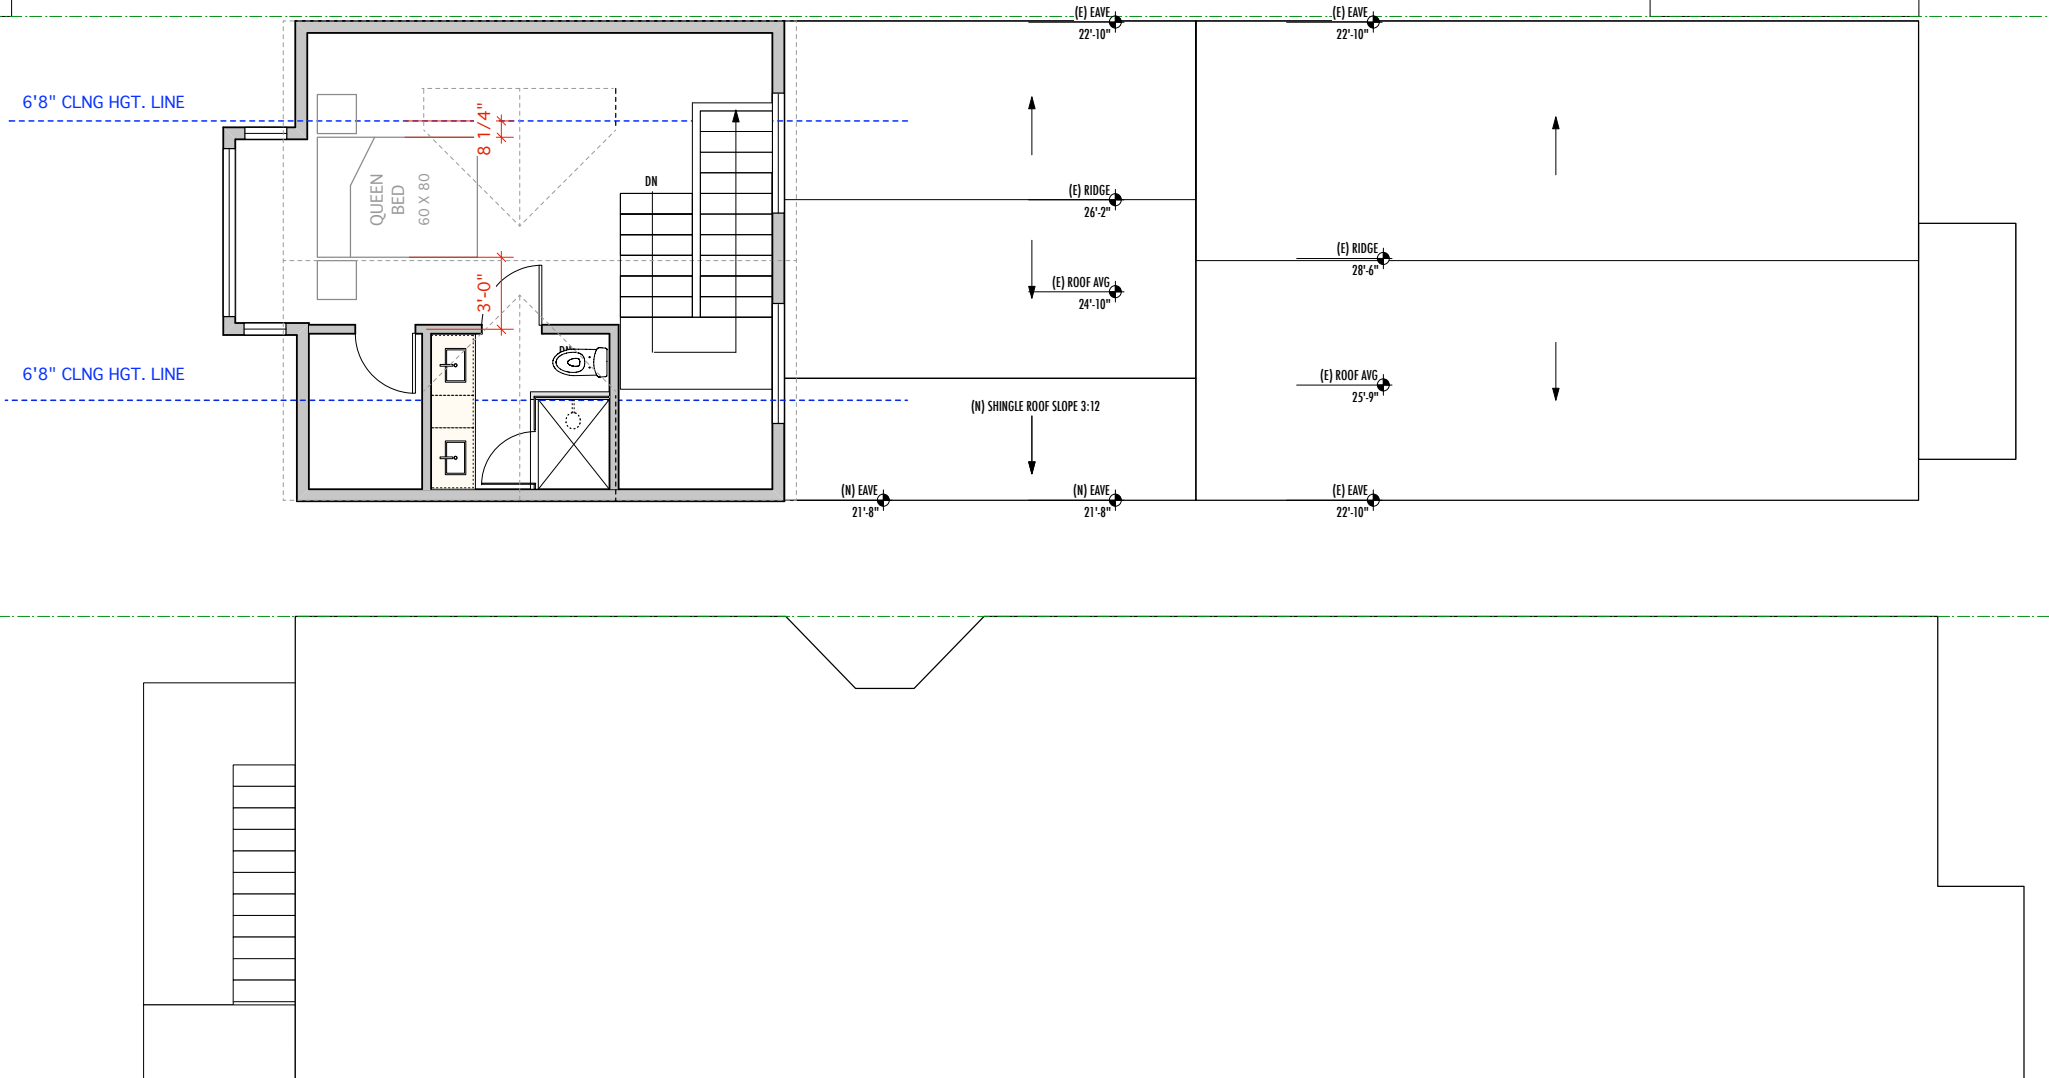 (E) EAVE
22'-10"
(E) EAVE
22'-10"
6'8" CLNG HGT. LINE
8 1/4"
QUEEN
BED
60 X 80
DN
(E) RIDGE
26'-2"
(E) RIDGE
28'-6"
3'-0"
(E) ROOF AVG
24'-10"
DN
6'8" CLNG HGT. LINE
(E) ROOF AVG
25'-9"
(N) SHINGLE ROOF SLOPE 3:12
(N) EAVE
21'-8"
(N) EAVE
21'-8"
(E) EAVE
22'-10"